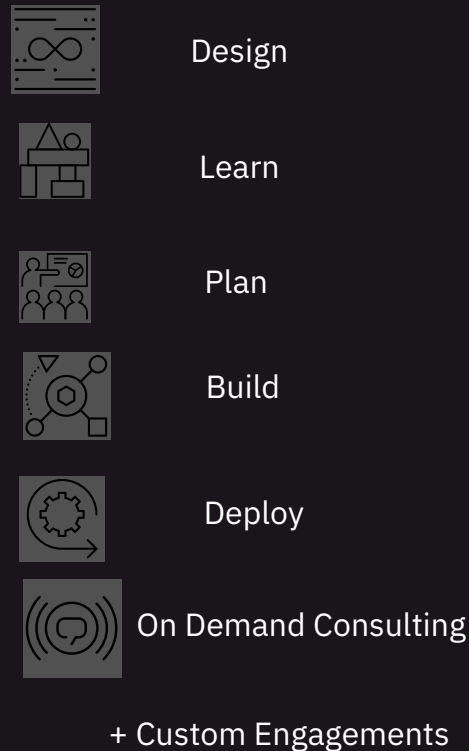 Design
Learn
Plan
Build
Deploy
On Demand Consulting
+ Custom Engagements